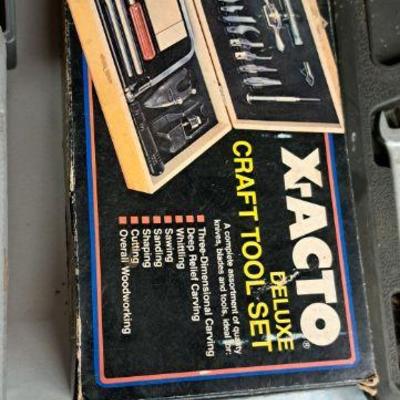 X-ACTO®
DELUXE
CRAFT TOOL SET
A complete assortment of quality
knives, blades and tools, ideal for:
Three-Dimensional Carving
Deep Relief Carving
Whittling
Sawing
Sanding
Shaping
Cutting
Overall Woodworking